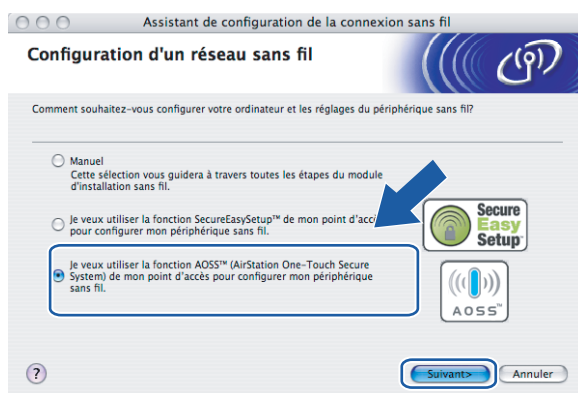 Assistant de configuration de la connexion sans fil
Configuration d'un réseau sans fil
Comment souhaitez-vous configurer votre ordinateur et les réglages du périphérique sans fil?
Manuel
Cette sélection vous guidera à travers toutes les étapes du module
d'installation sans fil.
Je veux utiliser la fonction SecureEasySetup™ de mon point d'accès
pour configurer mon périphérique sans fil.
Je veux utiliser la fonction AOSS™ (AirStation One-Touch Secure
System) de mon point d'accès pour configurer mon périphérique
sans fil.
Secure
Easy
Setup
AOSS™
?
Suivant>
Annuler